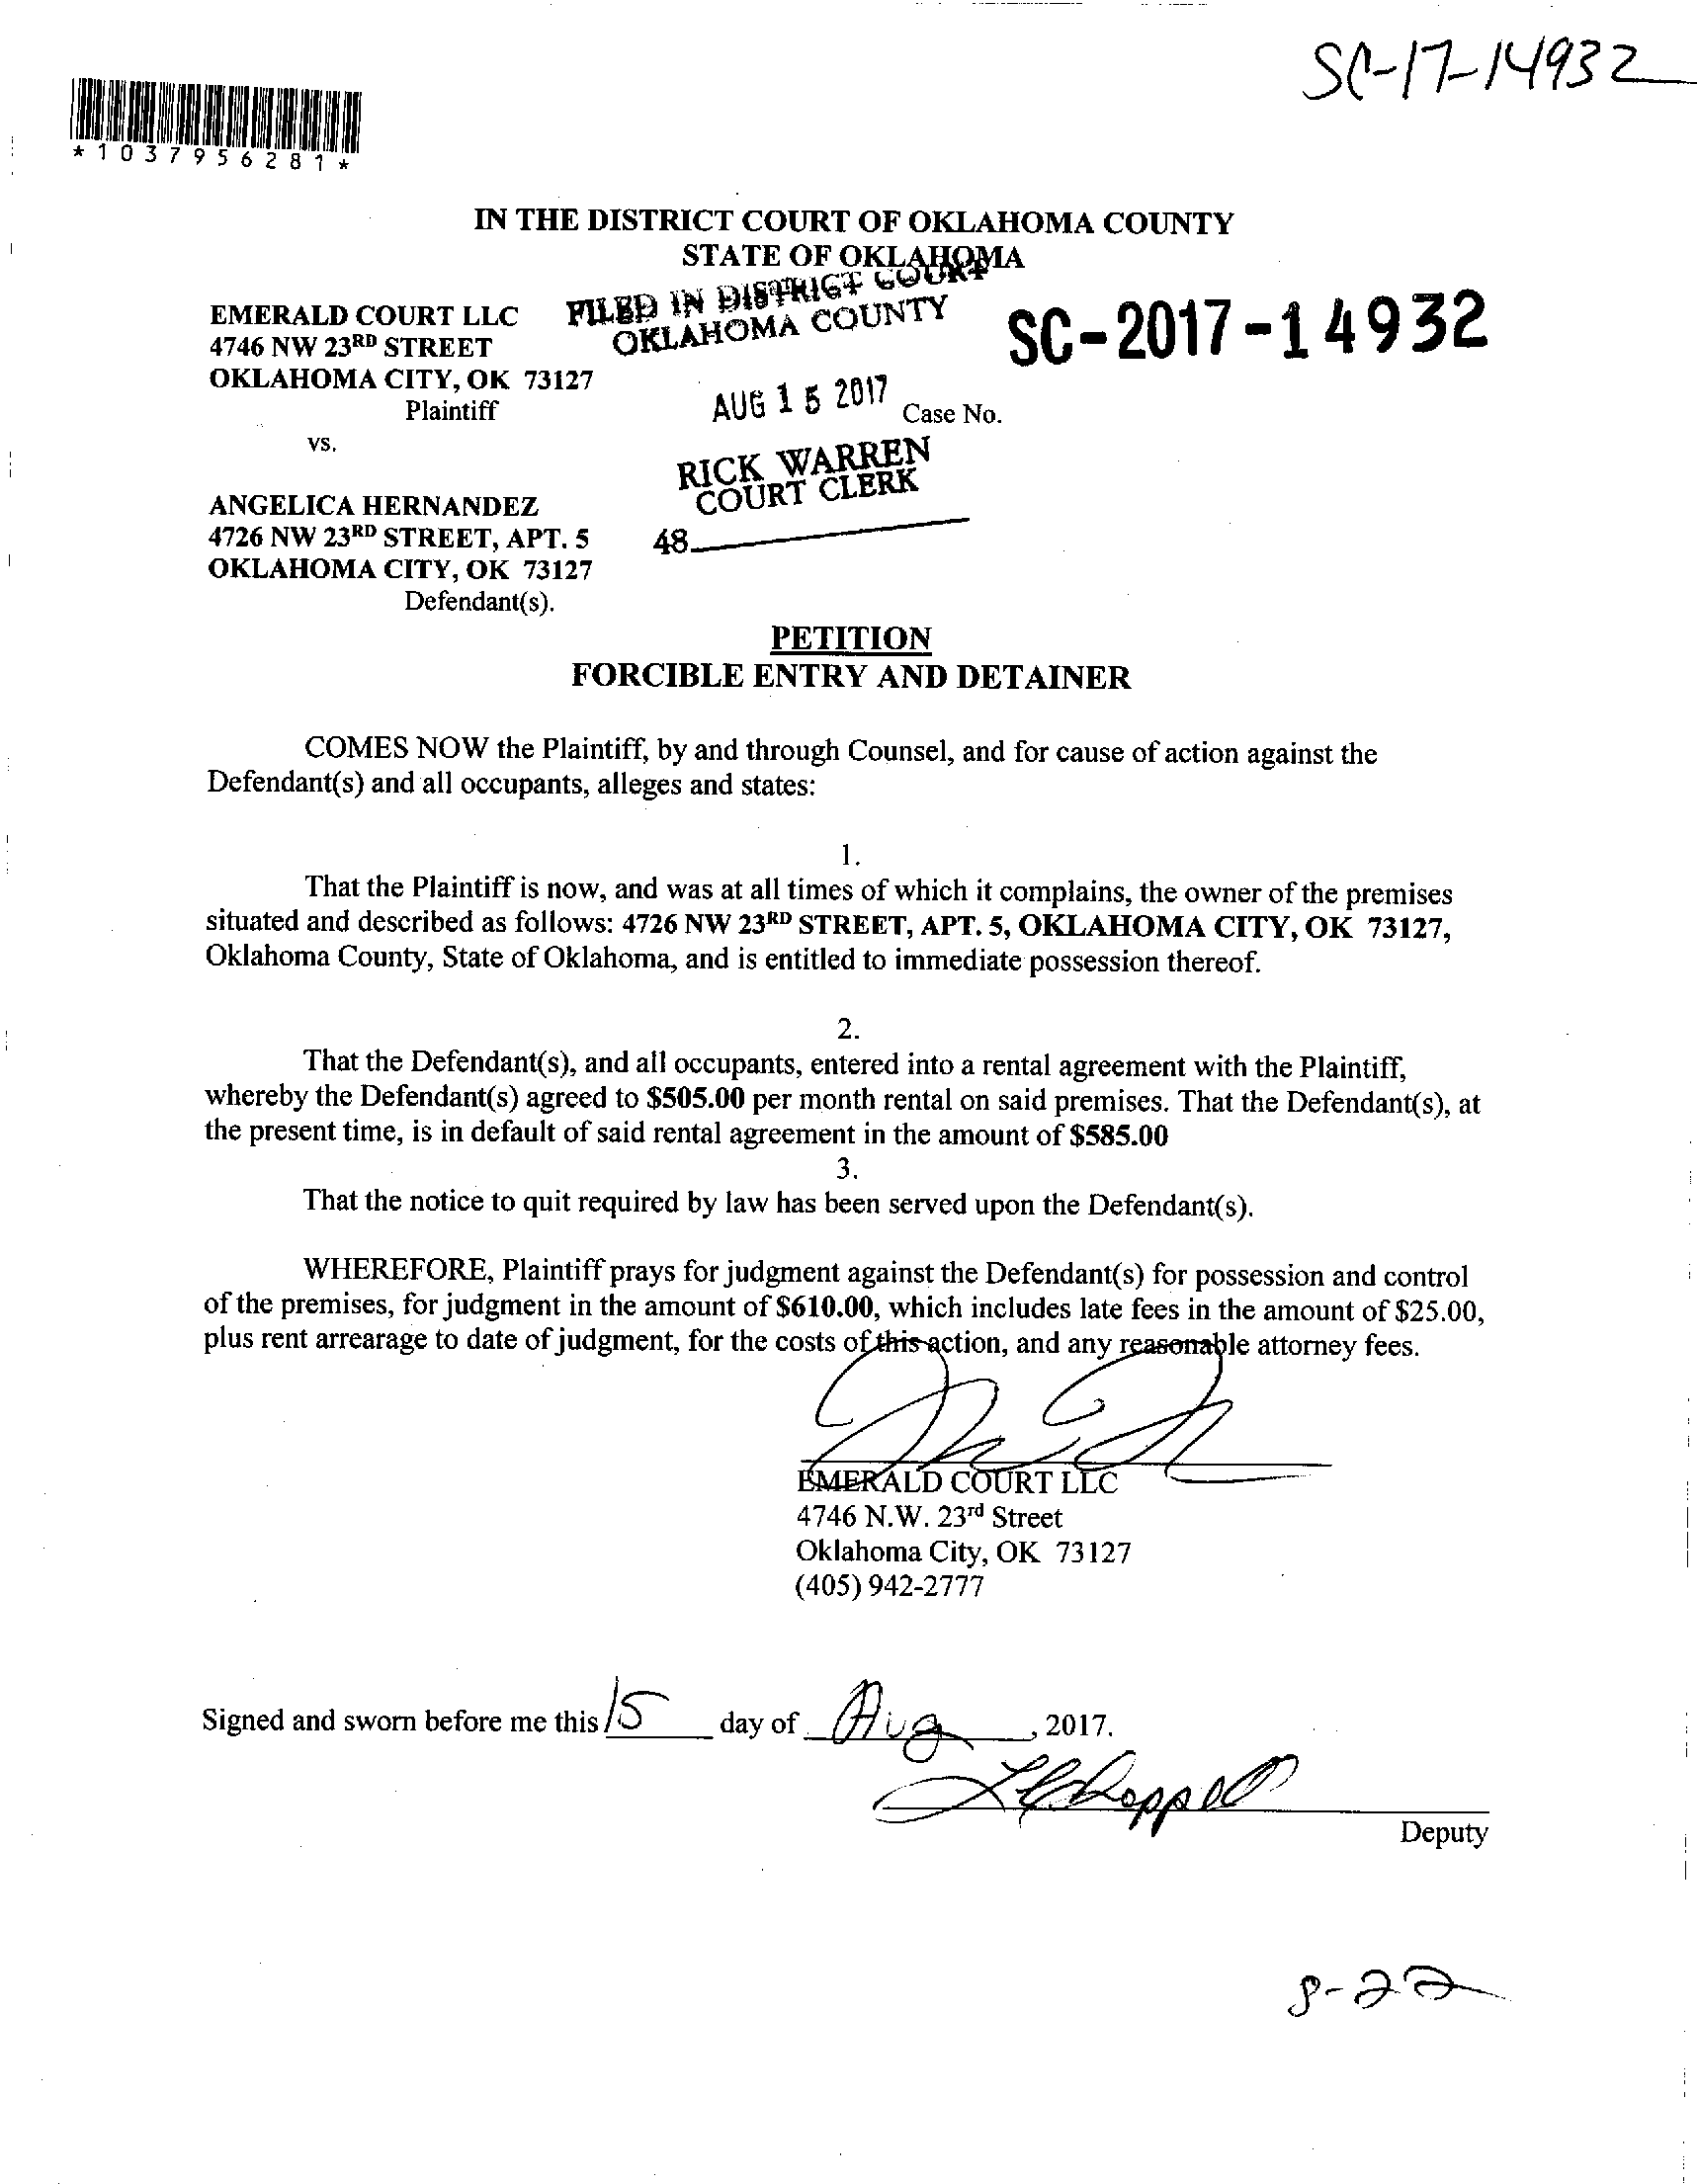 SC-17-14932
*1037956281*
IN THE DISTRICT COURT OF OKLAHOMA COUNTY
STATE OF OKLAHOMA
FILED IN DISTRICT COURT
OKLAHOMA COUNTY
SC-2017-14932
EMERALD COURT LLC
4746 NW 23RD STREET
OKLAHOMA CITY, OK 73127
Plaintiff
AUG 15 2017
Case No.
vs.
RICK WARREN
COURT CLERK
48
ANGELICA HERNANDEZ
4726 NW 23RD STREET, APT. 5
OKLAHOMA CITY, OK 73127
Defendant(s).
PETITION
FORCIBLE ENTRY AND DETAINER
COMES NOW the Plaintiff, by and through Counsel, and for cause of action against the
Defendant(s) and all occupants, alleges and states:
1.
That the Plaintiff is now, and was at all times of which it complains, the owner of the premises
situated and described as follows: 4726 NW 23RD STREET, APT. 5, OKLAHOMA CITY, OK 73127,
Oklahoma County, State of Oklahoma, and is entitled to immediate possession thereof.
2.
That the Defendant(s), and all occupants, entered into a rental agreement with the Plaintiff,
whereby the Defendant(s) agreed to $505.00 per month rental on said premises. That the Defendant(s), at
the present time, is in default of said rental agreement in the amount of $585.00
3.
That the notice to quit required by law has been served upon the Defendant(s).
WHEREFORE, Plaintiff prays for judgment against the Defendant(s) for possession and control
of the premises, for judgment in the amount of $610.00, which includes late fees in the amount of $25.00,
plus rent arrearage to date of judgment, for the costs of this action, and any reasonable attorney fees.
EMERALD COURT LLC
4746 N.W. 23rd Street
Oklahoma City, OK 73127
(405) 942-2777
Signed and sworn before me this 15 day of Aug, 2017.
Deputy
8-22